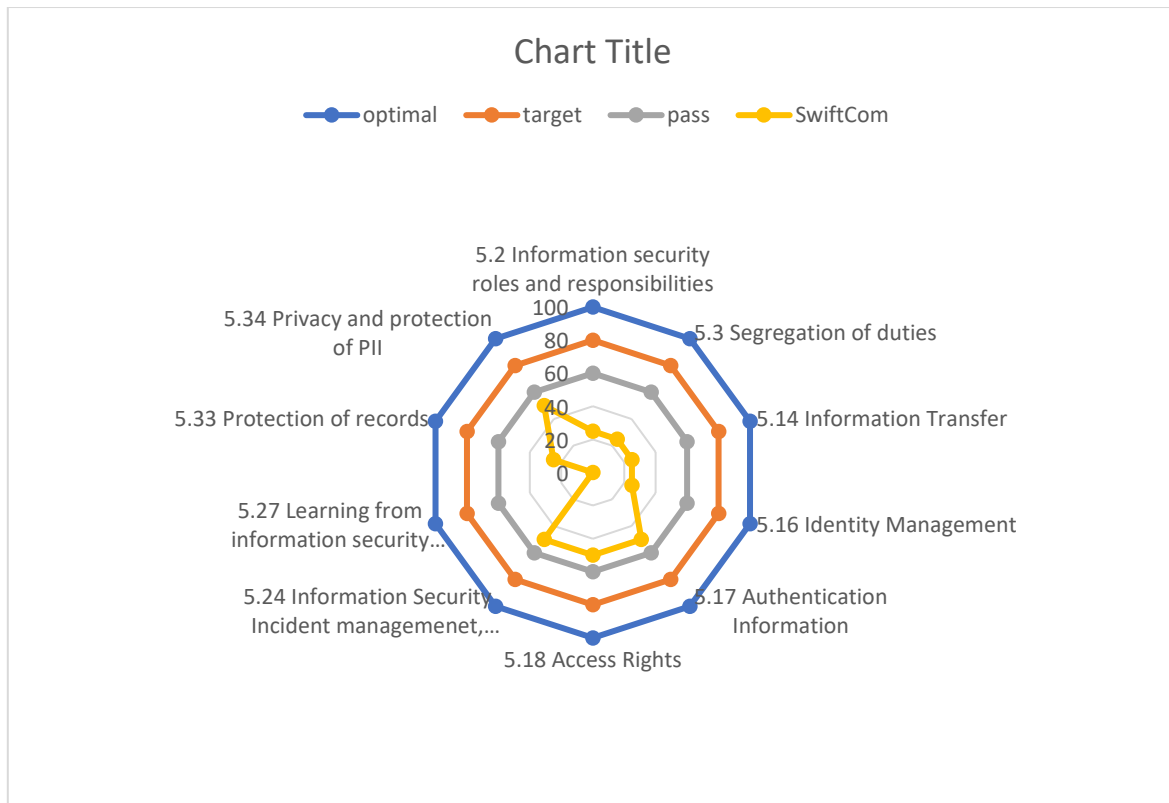 Chart Title
optimal
target
pass
SwiftCom
5.2 Information security
roles and responsibilities
5.3 Segregation of duties
5.14 Information Transfer
5.16 Identity Management
5.17 Authentication
Information
5.18 Access Rights
5.24 Information Security
Incident managemenet,...
5.27 Learning from
information security...
5.33 Protection of records
5.34 Privacy and protection
of PII
100
80
60
40
20
0